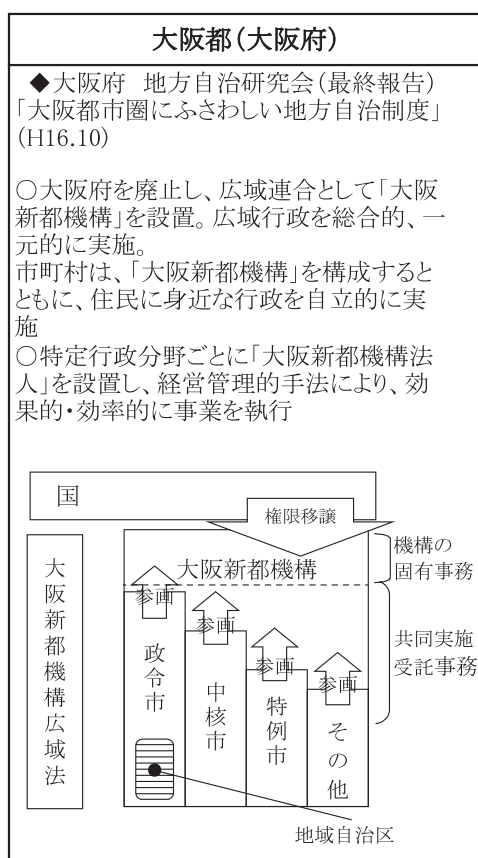 大阪都（大阪府）
◆大阪府　地方自治研究会（最終報告）
「大阪都市圏にふさわしい地方自治制度」
（H16.10）
○大阪府を廃止し、広域連合として「大阪
新都機構」を設置。広域行政を総合的、一
元的に実施。
市町村は、「大阪新都機構」を構成すると
ともに、住民に身近な行政を自立的に実
施
○特定行政分野ごとに「大阪新都機構法
人」を設置し、経営管理的手法により、効
果的・効率的に事業を執行
国
権限移譲
大阪新都機構
機構の
固有事務
大阪新都機構広域法
参画
参画
参画
参画
共同実施
受託事務
政令市
中核市
特例市
その他
地域自治区